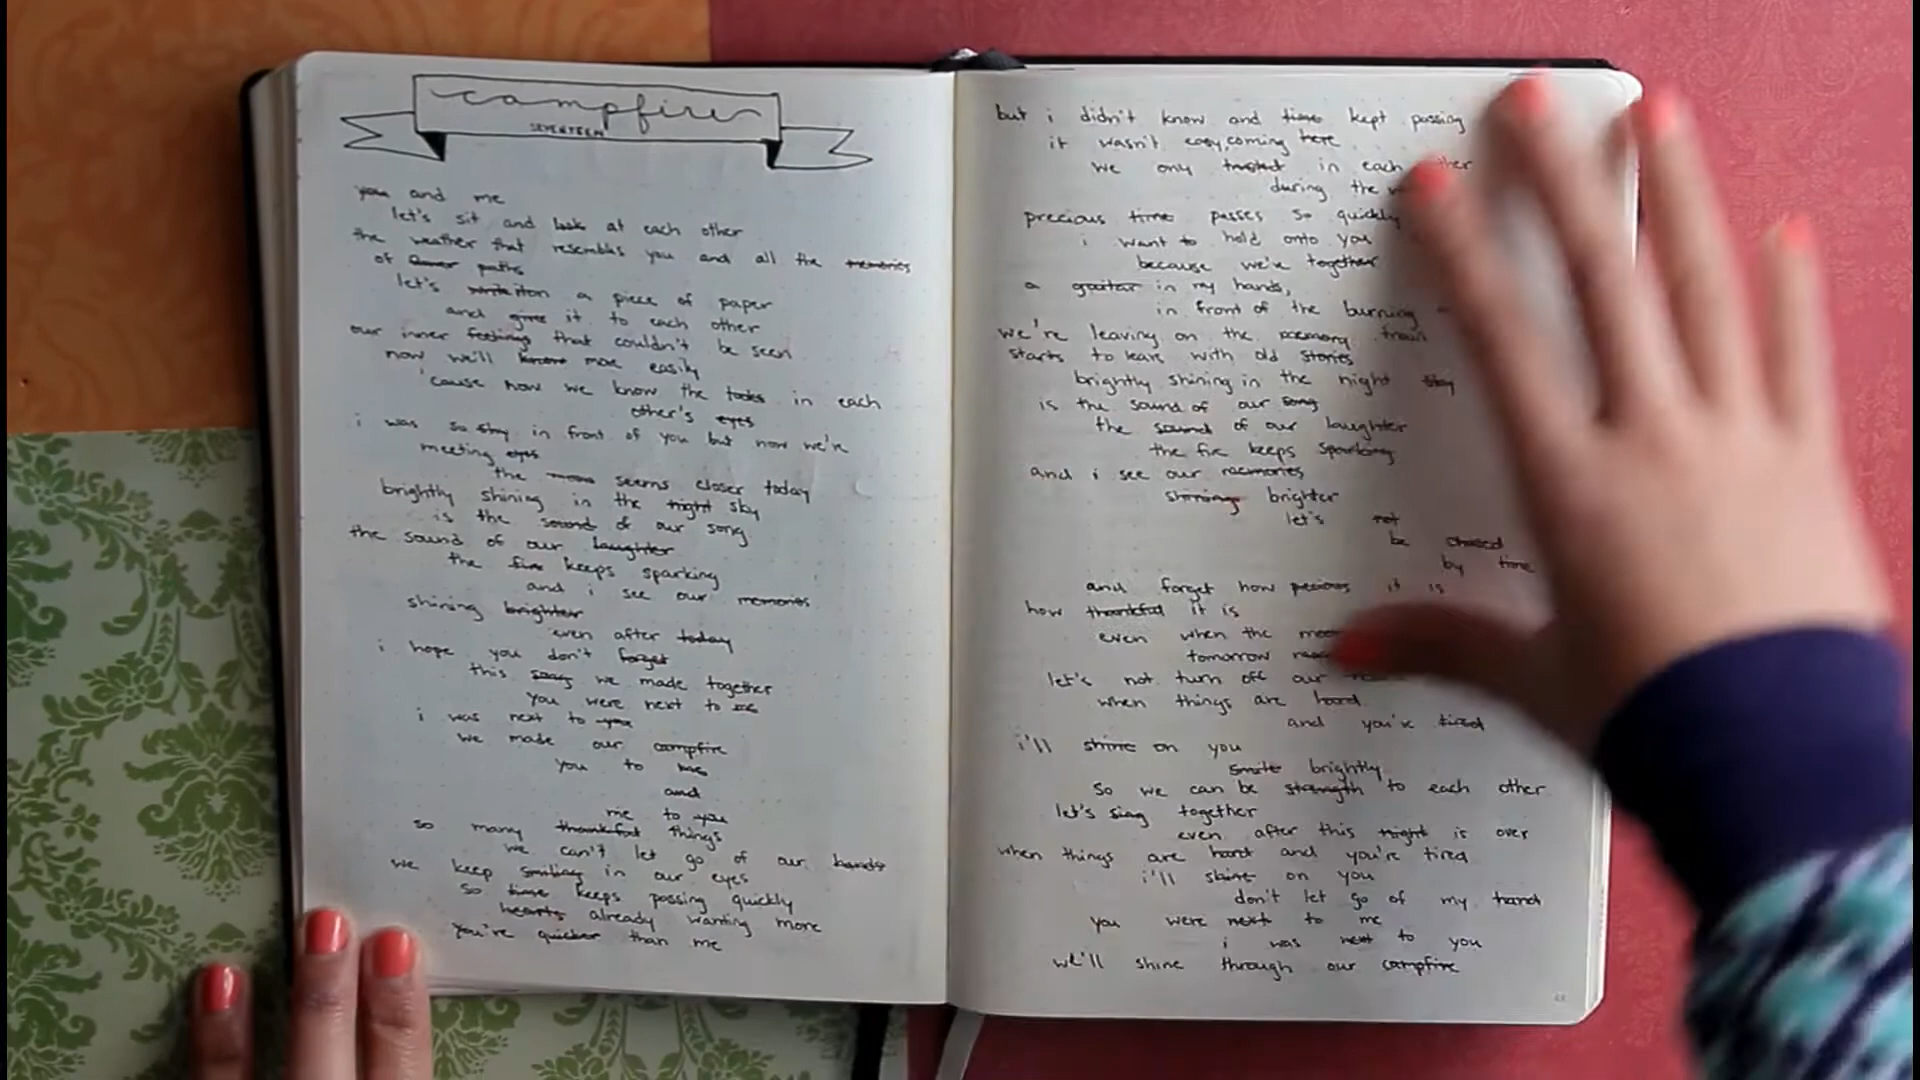 campfire
SEVENTEEN
you and me
let's sit and look at each other
the weather that resembles you and all the memories
of paths
let's write it on a piece of paper
and give it to each other
our inner feelings that couldn't be seen
now we'll know more easily
'cause now we know the looks in each
other's eyes
i was so shy in front of you but now we're
meeting eyes
the moon seems closer today
brightly shining in the night sky
is the sound of our song
the sound of our laughter
the fire keeps sparking
and i see our memories
shining brighter
even after today
i hope you don't forget
this song we made together
you were next to me
i was next to you
we made our campfire
you to me
and
me to you
so many thankful things
we can't let go of our hands
we keep smiling in our eyes
so time keeps passing quickly
hearts already wanting more
you're quicker than me
but i didn't know and time kept passing
it wasn't easy, coming here
we only trusted in each other
during the
precious time passes so quickly
i want to hold onto you
because we're together
a guitar in my hands,
in front of the burning
we're leaving on the memory train
starts to leave with old stories
brightly shining in the night sky
is the sound of our song
the sound of our laughter
the fire keeps sparking
and i see our memories
shining brighter
let's not
be chased
by time
and forget how precious it is
how thankful it is
even when the
tomorrow
let's not turn off our
when things are hard
and you're tired
i'll shine on you
smile brightly
so we can be strength to each other
let's sing together
even after this night is over
when things are hard and you're tired
i'll shine on you
don't let go of my hand
you were next to me
i was next to you
we'll shine through our campfire